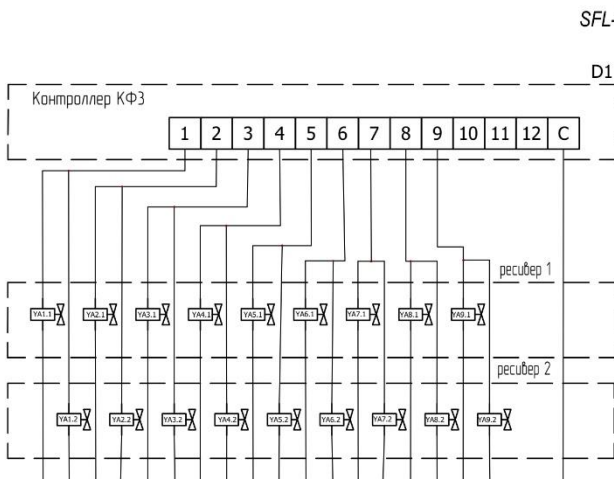 SFL-
D1
Контроллер КФЗ
1 2 3 4 5 6 7 8 9 10 11 12 C
ресивер 1
YA1.1 YA2.1 YA3.1 YA4.1 YA5.1 YA6.1 YA7.1 YA8.1 YA9.1
ресивер 2
YA1.2 YA2.2 YA3.2 YA4.2 YA5.2 YA6.2 YA7.2 YA8.2 YA9.2